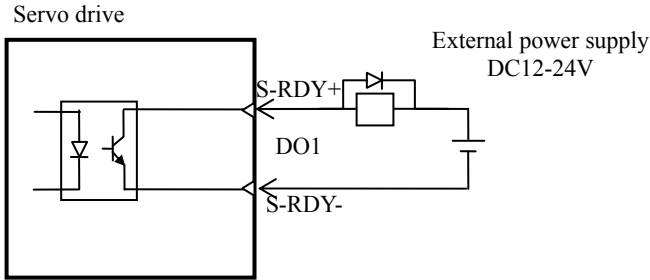 Servo drive
External power supply
DC12-24V
S-RDY+
DO1
S-RDY-